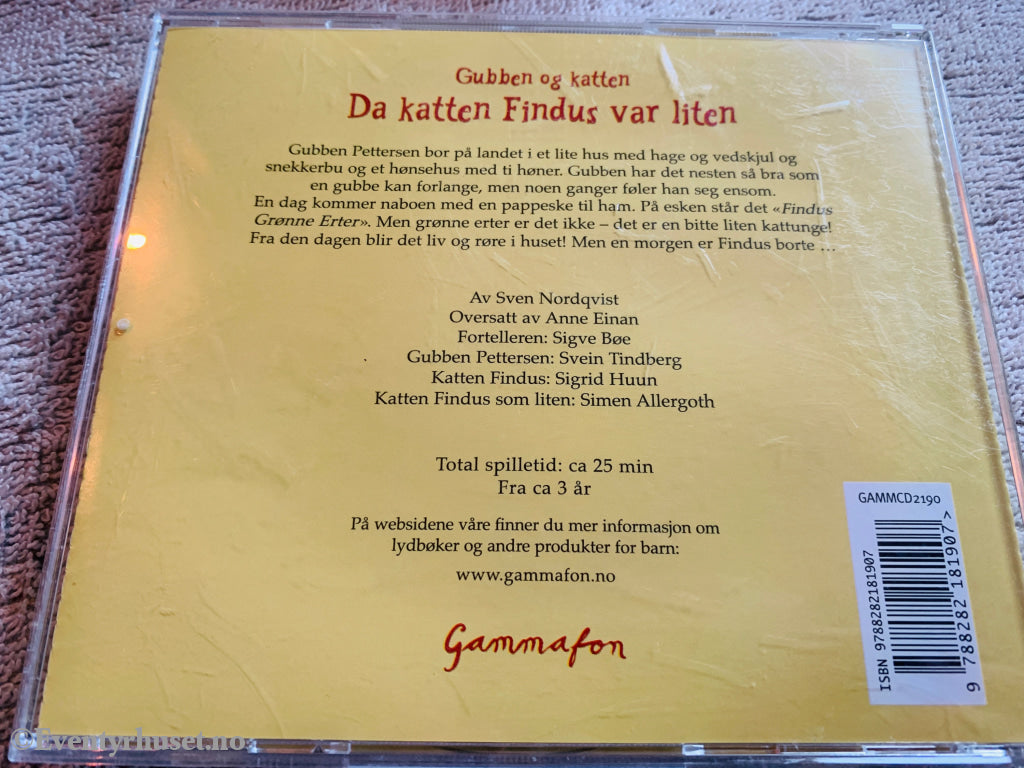 Gubben og katten
Da katten Findus var liten
Gubben Pettersen bor på landet i et lite hus med hage og vedskjul og
snekkerbu og et hønsehus med ti høner. Gubben har det nesten så bra som
en gubbe kan forlange, men noen ganger føler han seg ensom.
En dag kommer naboen med en pappeske til ham. På esken står det «Findus
Grønne Erter». Men grønne erter er det ikke – det er en bitte liten kattunge!
Fra den dagen blir det liv og røre i huset! Men en morgen er Findus borte ...
Av Sven Nordqvist
Oversatt av Anne Einan
Fortelleren: Sigve Bøe
Gubben Pettersen: Svein Tindberg
Katten Findus: Sigrid Huun
Katten Findus som liten: Simen Allergoth
Total spilletid: ca 25 min
Fra ca 3 år
På websidene våre finner du mer informasjon om
lydbøker og andre produkter for barn:
www.gammafon.no
Gammafon
GAMMCD2190
ISBN 9788282181907
9 788282 181907 >
©Eventyrhuset.no